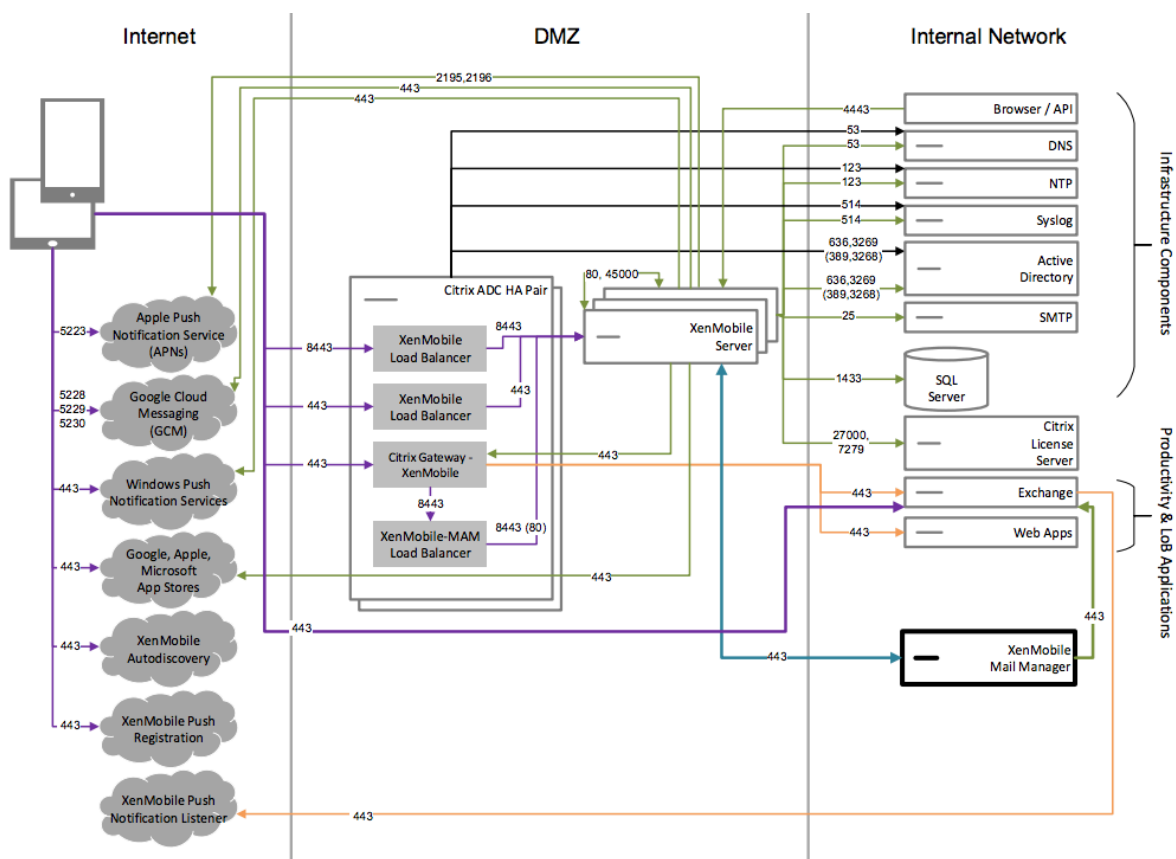 Internet
DMZ
Internal Network
2195,2196
443
443
4443
Browser / API
53
53
DNS
123
123
NTP
514
514
Syslog
636,3269
(389,3268)
636,3269
(389,3268)
Active
Directory
25
SMTP
1433
SQL
Server
27000,
7279
Citrix
License
Server
443
Exchange
443
Web Apps
443
XenMobile
Mail Manager
Infrastructure Components
Productivity & LoB Applications
80, 45000
XenMobile
Server
Citrix ADC HA Pair
8443
XenMobile
Load Balancer
8443
443
XenMobile
Load Balancer
443
443
Citrix Gateway -
XenMobile
443
8443
XenMobile-MAM
Load Balancer
8443 (80)
443
443
443
5223
Apple Push
Notification Service
(APNs)
5228
5229
5230
Google Cloud
Messaging
(GCM)
443
Windows Push
Notification Services
443
Google, Apple,
Microsoft
App Stores
443
XenMobile
Autodiscovery
443
XenMobile Push
Registration
XenMobile Push
Notification Listener
443